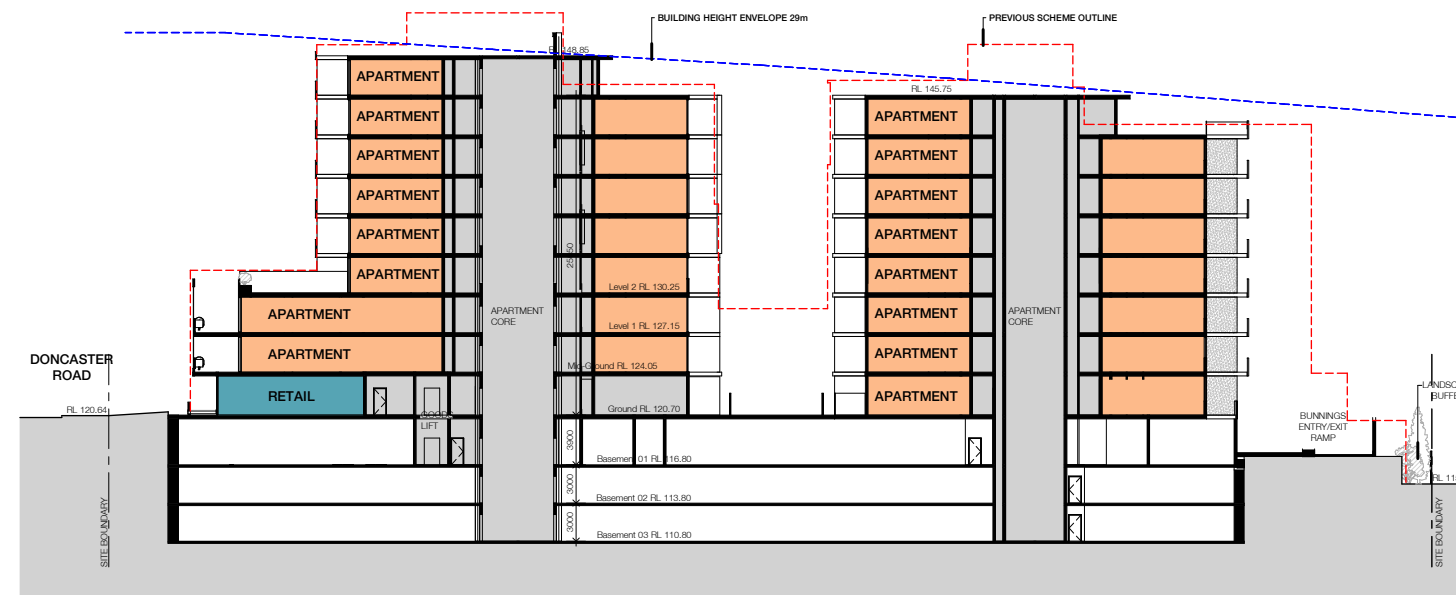 BUILDING HEIGHT ENVELOPE 29m
PREVIOUS SCHEME OUTLINE
RL 148.85
RL 145.75
APARTMENT
APARTMENT
APARTMENT
APARTMENT
APARTMENT
APARTMENT
APARTMENT
APARTMENT
RETAIL
APARTMENT
CORE
APARTMENT
APARTMENT
APARTMENT
APARTMENT
APARTMENT
APARTMENT
APARTMENT
APARTMENT
APARTMENT
CORE
Level 2 RL 130.25
Level 1 RL 127.15
Mid-Ground RL 124.05
Ground RL 120.70
Basement 01 RL 116.80
Basement 02 RL 113.80
Basement 03 RL 110.80
3900
3000
3000
GOODS
LIFT
DONCASTER
ROAD
RL 120.64
SITE BOUNDARY
BUNNINGS
ENTRY/EXIT
RAMP
SITE BOUNDARY